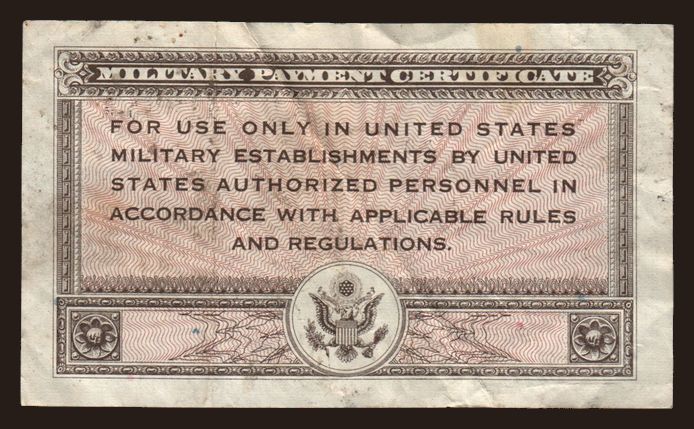 MILITARY PAYMENT CERTIFICATE
FOR USE ONLY IN UNITED STATES
MILITARY ESTABLISHMENTS BY UNITED
STATES AUTHORIZED PERSONNEL IN
ACCORDANCE WITH APPLICABLE RULES
AND REGULATIONS.